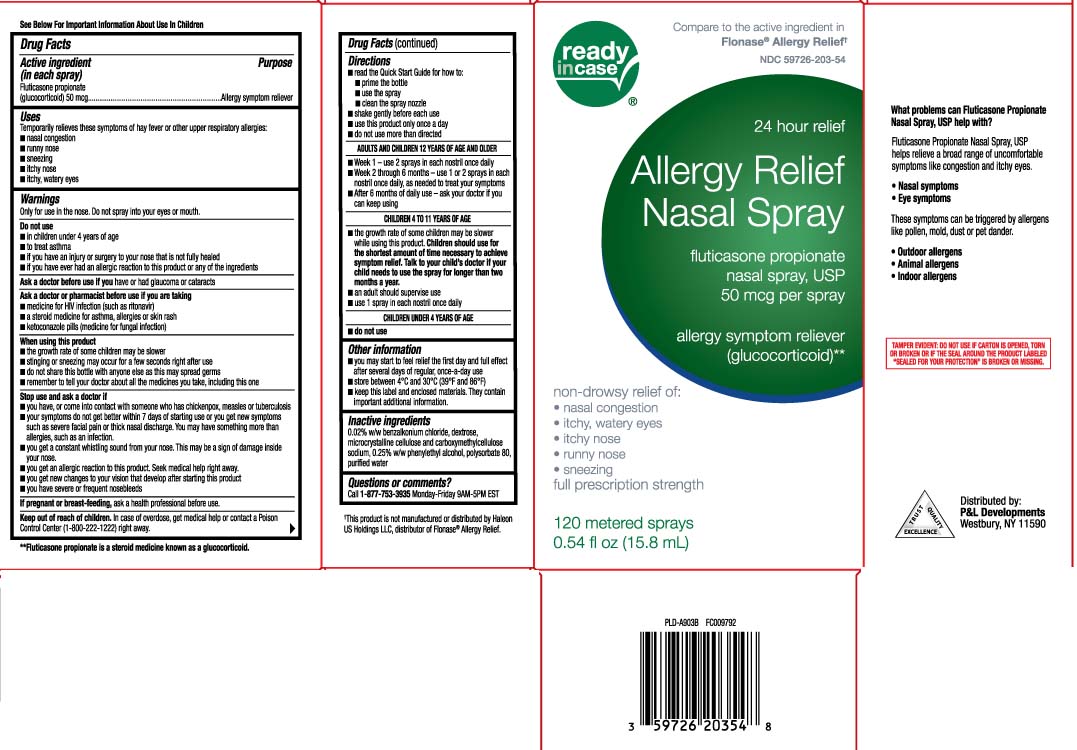 See Below For Important Information About Use In Children
Drug Facts
Active ingredient Purpose
(in each spray)
Fluticasone propionate
(glucocorticoid) 50 mcg...............................................................Allergy symptom reliever
Uses
Temporarily relieves these symptoms of hay fever or other upper respiratory allergies:
■ nasal congestion
■ runny nose
■ sneezing
■ itchy nose
■ itchy, watery eyes
Warnings
Only for use in the nose. Do not spray into your eyes or mouth.
Do not use
■ in children under 4 years of age
■ to treat asthma
■ if you have an injury or surgery to your nose that is not fully healed
■ if you have ever had an allergic reaction to this product or any of the ingredients
Ask a doctor before use if you have or had glaucoma or cataracts
Ask a doctor or pharmacist before use if you are taking
■ medicine for HIV infection (such as ritonavir)
■ a steroid medicine for asthma, allergies or skin rash
■ ketoconazole pills (medicine for fungal infection)
When using this product
■ the growth rate of some children may be slower
■ stinging or sneezing may occur for a few seconds right after use
■ do not share this bottle with anyone else as this may spread germs
■ remember to tell your doctor about all the medicines you take, including this one
Stop use and ask a doctor if
■ you have, or come into contact with someone who has chickenpox, measles or tuberculosis
■ your symptoms do not get better within 7 days of starting use or you get new symptoms
such as severe facial pain or thick nasal discharge. You may have something more than
allergies, such as an infection.
■ you get a constant whistling sound from your nose. This may be a sign of damage inside
your nose.
■ you get an allergic reaction to this product. Seek medical help right away.
■ you get new changes to your vision that develop after starting this product
■ you have severe or frequent nosebleeds
If pregnant or breast-feeding, ask a health professional before use.
Keep out of reach of children. In case of overdose, get medical help or contact a Poison
Control Center (1-800-222-1222) right away.
**Fluticasone propionate is a steroid medicine known as a glucocorticoid.
Drug Facts (continued)
Directions
■ read the Quick Start Guide for how to:
■ prime the bottle
■ use the spray
■ clean the spray nozzle
■ shake gently before each use
■ use this product only once a day
■ do not use more than directed
ADULTS AND CHILDREN 12 YEARS OF AGE AND OLDER
■ Week 1 – use 2 sprays in each nostril once daily
■ Week 2 through 6 months – use 1 or 2 sprays in each
nostril once daily, as needed to treat your symptoms
■ After 6 months of daily use – ask your doctor if you
can keep using
CHILDREN 4 TO 11 YEARS OF AGE
■ the growth rate of some children may be slower
while using this product. Children should use for
the shortest amount of time necessary to achieve
symptom relief. Talk to your child's doctor if your
child needs to use the spray for longer than two
months a year.
■ an adult should supervise use
■ use 1 spray in each nostril once daily
CHILDREN UNDER 4 YEARS OF AGE
■ do not use
Other information
■ you may start to feel relief the first day and full effect
after several days of regular, once-a-day use
■ store between 4°C and 30°C (39°F and 86°F)
■ keep this label and enclosed materials. They contain
important additional information.
Inactive ingredients
0.02% w/w benzalkonium chloride, dextrose,
microcrystalline cellulose and carboxymethylcellulose
sodium, 0.25% w/w phenylethyl alcohol, polysorbate 80,
purified water
Questions or comments?
Call 1-877-753-3935 Monday-Friday 9AM-5PM EST
†This product is not manufactured or distributed by Haleon
US Holdings LLC, distributor of Flonase® Allergy Relief.
ready
incase
®
Compare to the active ingredient in
Flonase® Allergy Relief†
NDC 59726-203-54
24 hour relief
Allergy Relief
Nasal Spray
fluticasone propionate
nasal spray, USP
50 mcg per spray
allergy symptom reliever
(glucocorticoid)**
non-drowsy relief of:
• nasal congestion
• itchy, watery eyes
• itchy nose
• runny nose
• sneezing
full prescription strength
120 metered sprays
0.54 fl oz (15.8 mL)
What problems can Fluticasone Propionate
Nasal Spray, USP help with?
Fluticasone Propionate Nasal Spray, USP
helps relieve a broad range of uncomfortable
symptoms like congestion and itchy eyes.
• Nasal symptoms
• Eye symptoms
These symptoms can be triggered by allergens
like pollen, mold, dust or pet dander.
• Outdoor allergens
• Animal allergens
• Indoor allergens
TAMPER EVIDENT: DO NOT USE IF CARTON IS OPENED, TORN
OR BROKEN OR IF THE SEAL AROUND THE PRODUCT LABELED
"SEALED FOR YOUR PROTECTION" IS BROKEN OR MISSING.
TRUST QUALITY
EXCELLENCE
Distributed by:
P&L Developments
Westbury, NY 11590
PLD-A903B FC009792
3 59726 20354 8